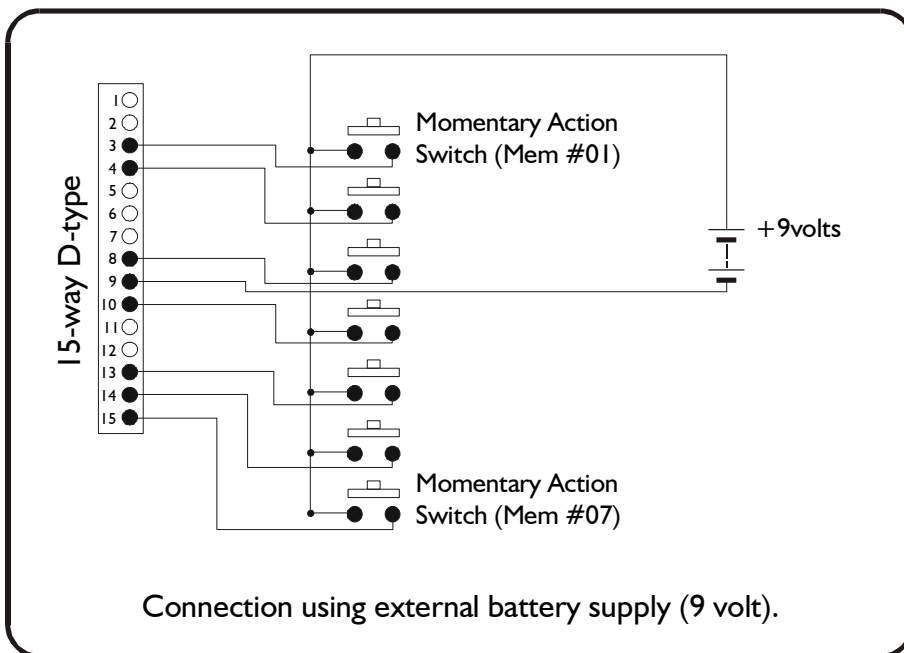 15-way D-type
1
2
3
4
5
6
7
8
9
10
11
12
13
14
15
Momentary Action
Switch (Mem #01)
+9volts
Momentary Action
Switch (Mem #07)
Connection using external battery supply (9 volt).